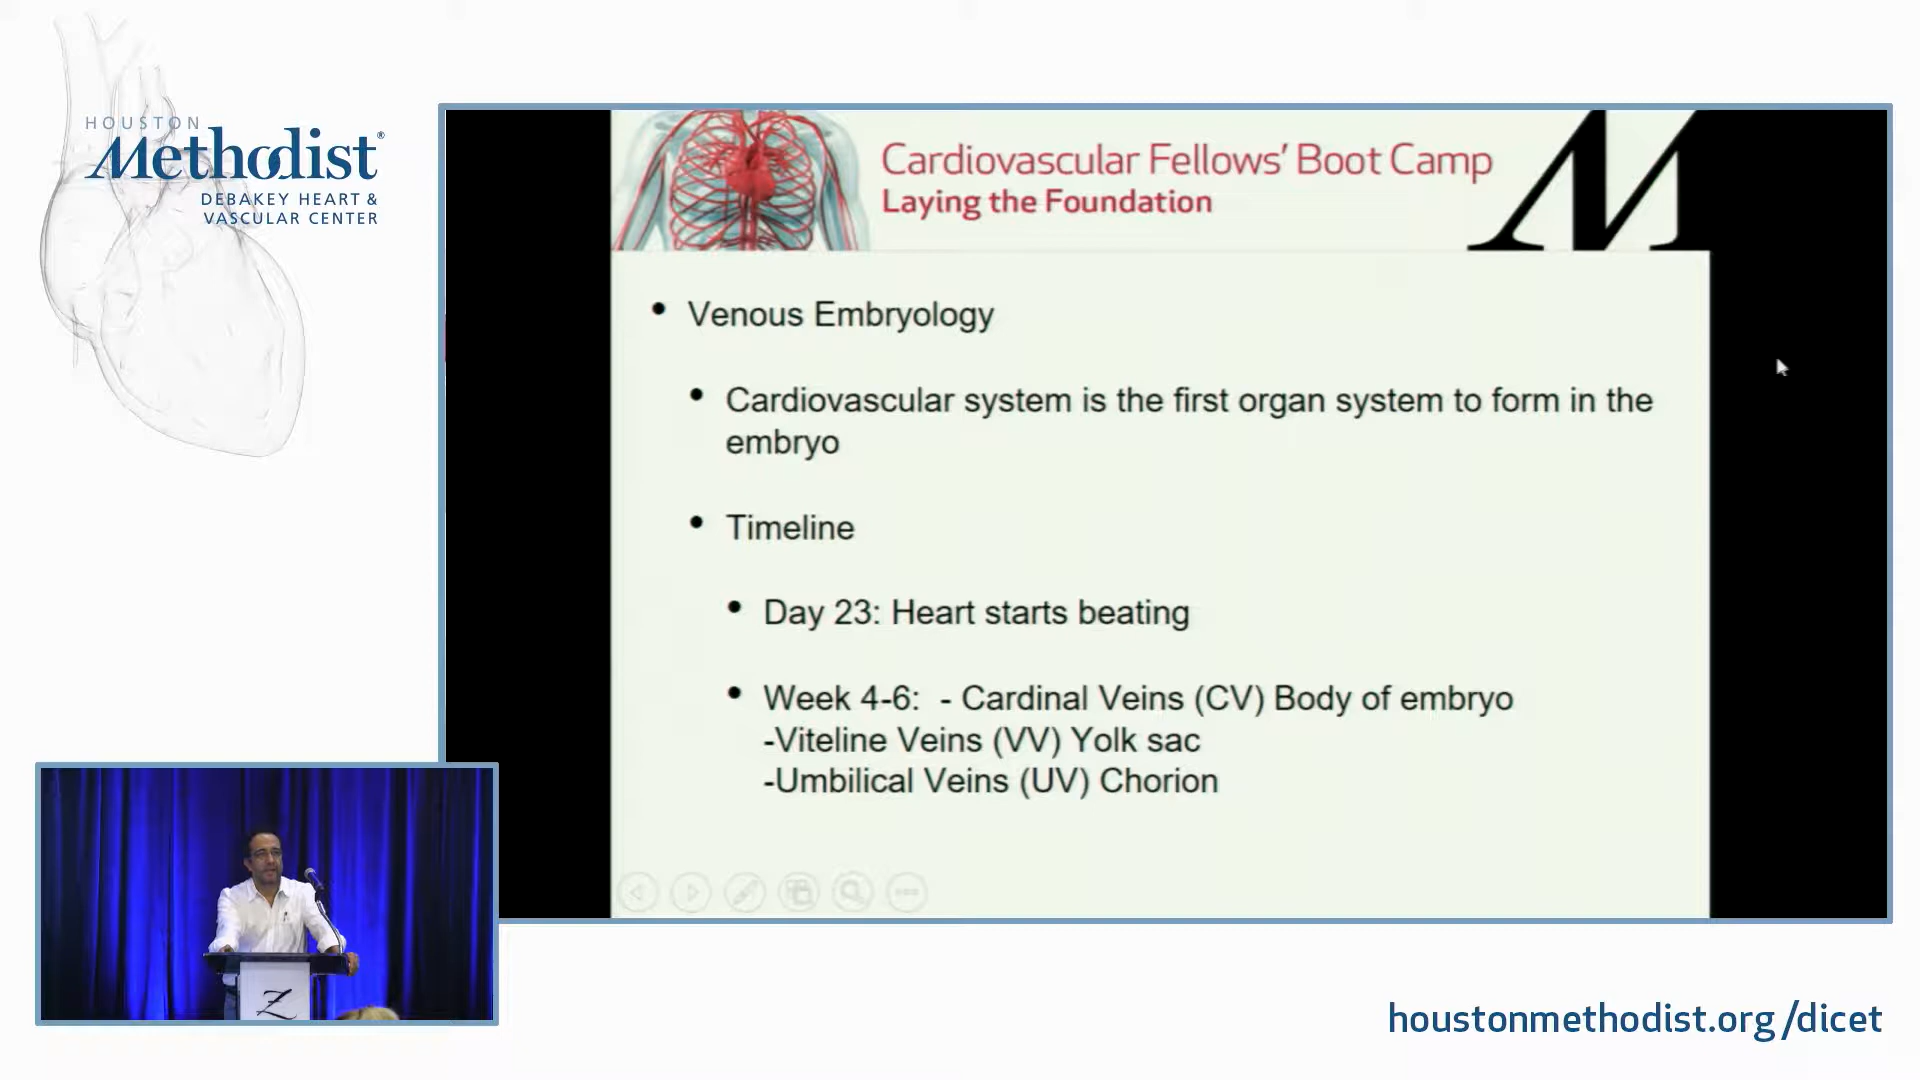 HOUSTON
Methodist®
DEBAKEY HEART &
VASCULAR CENTER
Cardiovascular Fellows' Boot Camp
Laying the Foundation
M
• Venous Embryology
• Cardiovascular system is the first organ system to form in the
embryo
• Timeline
• Day 23: Heart starts beating
• Week 4-6: - Cardinal Veins (CV) Body of embryo
-Viteline Veins (VV) Yolk sac
-Umbilical Veins (UV) Chorion
Z
houstonmethodist.org/dicet